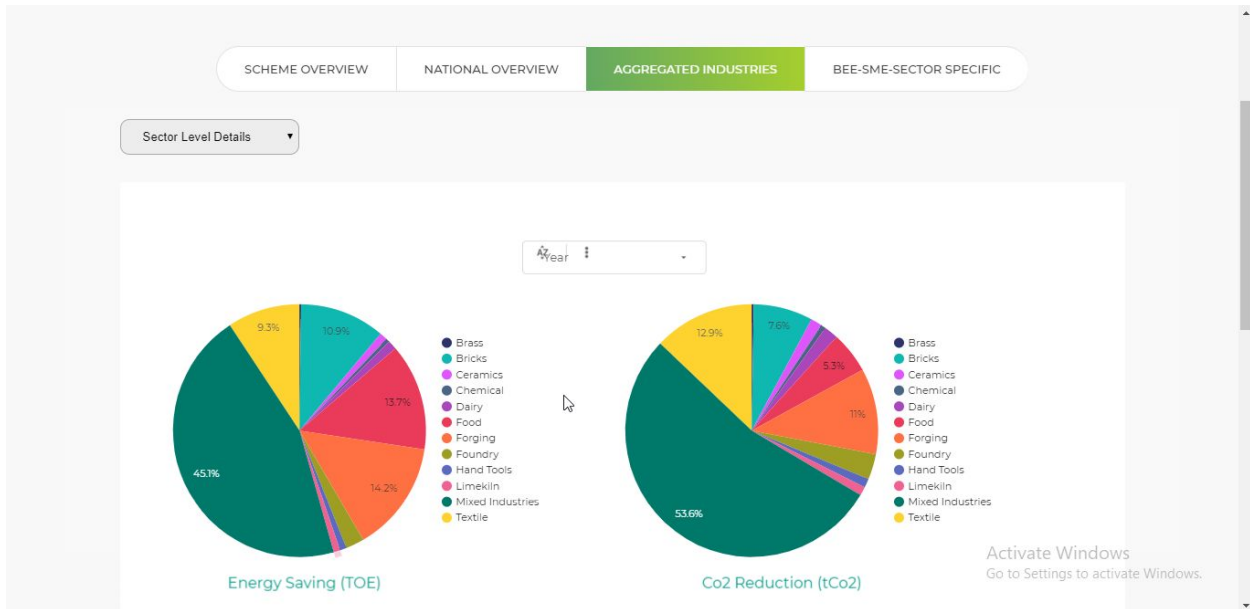 SCHEME OVERVIEW NATIONAL OVERVIEW AGGREGATED INDUSTRIES BEE-SME-SECTOR SPECIFIC
Sector Level Details
Year
9.3%
10.9%
13.7%
14.2%
45.1%
Brass
Bricks
Ceramics
Chemical
Dairy
Food
Forging
Foundry
Hand Tools
Limekiln
Mixed Industries
Textile
Energy Saving (TOE)
12.9%
7.6%
5.3%
11%
53.6%
Brass
Bricks
Ceramics
Chemical
Dairy
Food
Forging
Foundry
Hand Tools
Limekiln
Mixed Industries
Textile
Co2 Reduction (tCo2)
Activate Windows
Go to Settings to activate Windows.